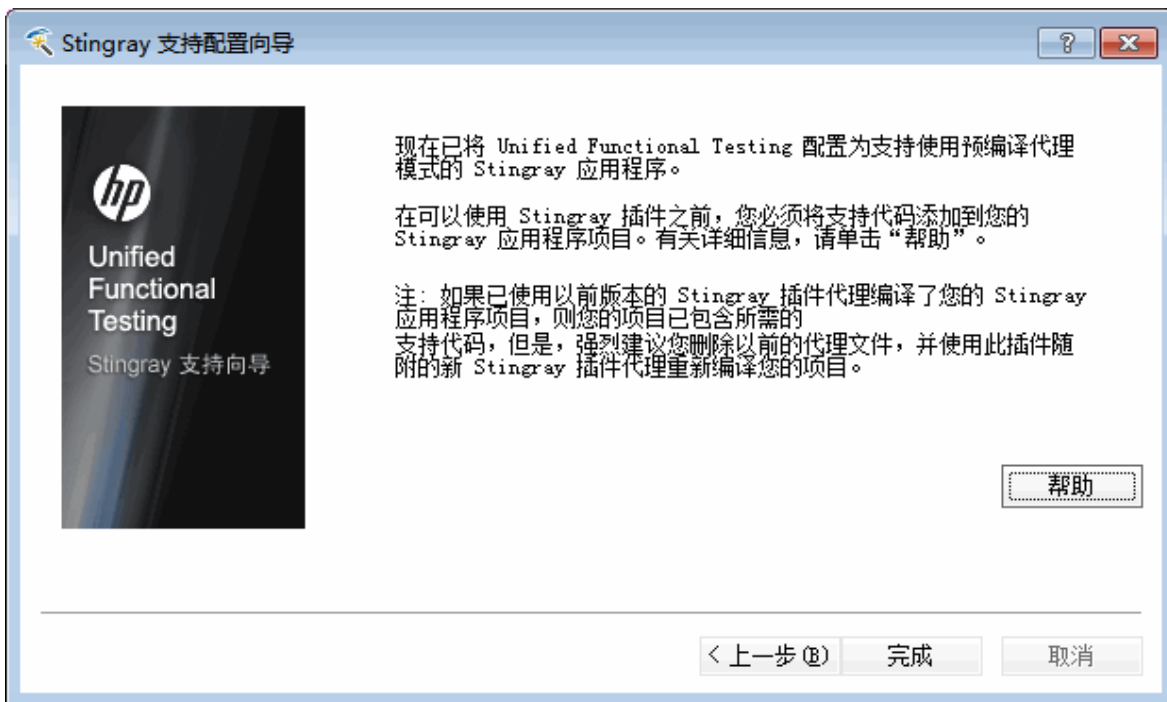 Stingray 支持配置向导
?
hp
Unified
Functional
Testing
Stingray 支持向导
现在已将 Unified Functional Testing 配置为支持使用预编译代理
模式的 Stingray 应用程序。
在可以使用 Stingray 插件之前，您必须将支持代码添加到您的
Stingray 应用程序项目。有关详细信息，请单击“帮助”。
注: 如果已使用以前版本的 Stingray 插件代理编译了您的 Stingray
应用程序项目，则您的项目已包含所需的
支持代码，但是，强烈建议您删除以前的代理文件，并使用此插件随
附的新 Stingray 插件代理重新编译您的项目。
帮助
< 上一步(B)
完成
取消